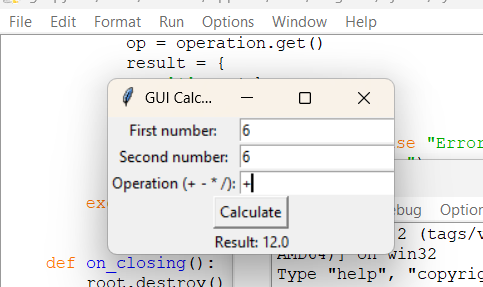 File Edit Format Run Options Window Help
op = operation.get()
result = {
GUI Calc...
First number: 6
se "Error
Second number: 6
Operation (+ - * /): +
Calculate
Result: 12.0
ebug Option
2 (tags/v
AMD64)] on win32
Type "help", "copyrig
def on_closing():
root.destroy()